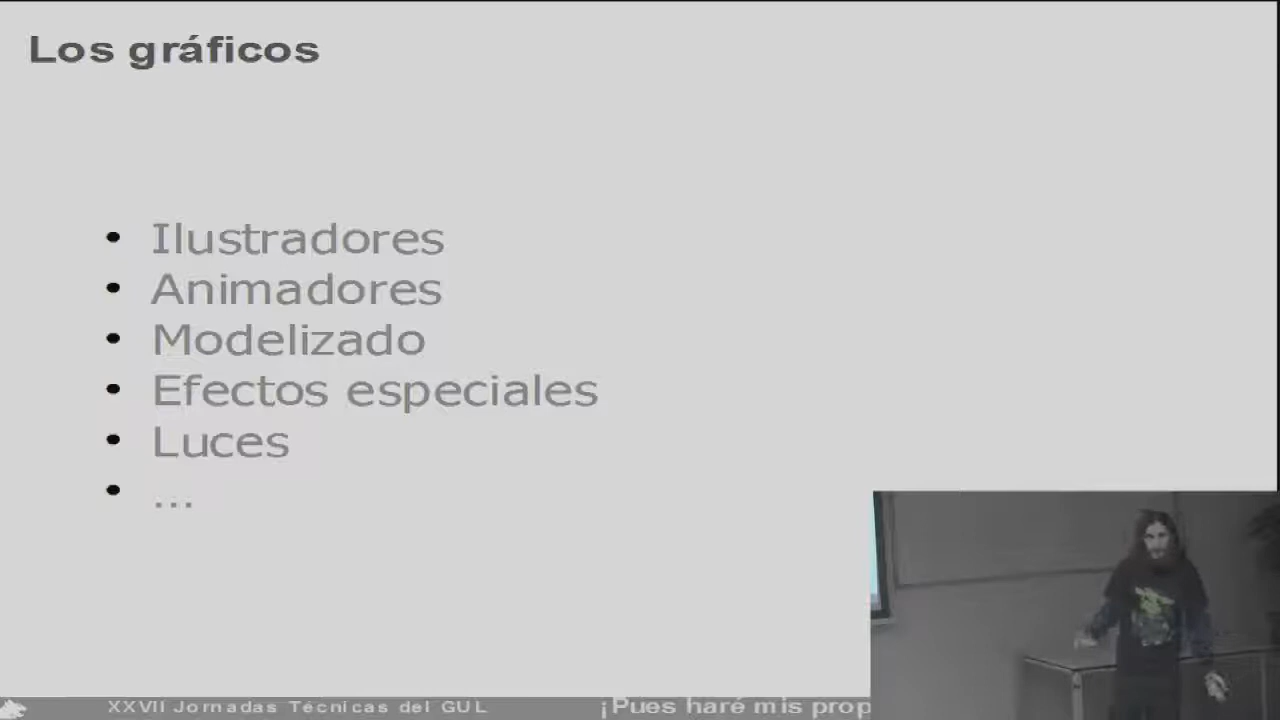 Los gráficos
• Ilustradores
• Animadores
• Modelizado
• Efectos especiales
• Luces
• ...
XXVII Jornadas Técnicas del GUL
¡Pues haré mis prop